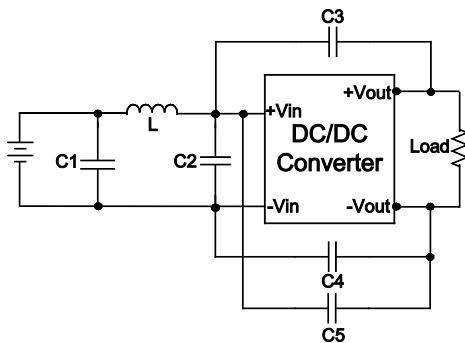 C3
+Vin
+Vout
L
DC/DC
Converter
C1
C2
Load
-Vin
-Vout
C4
C5